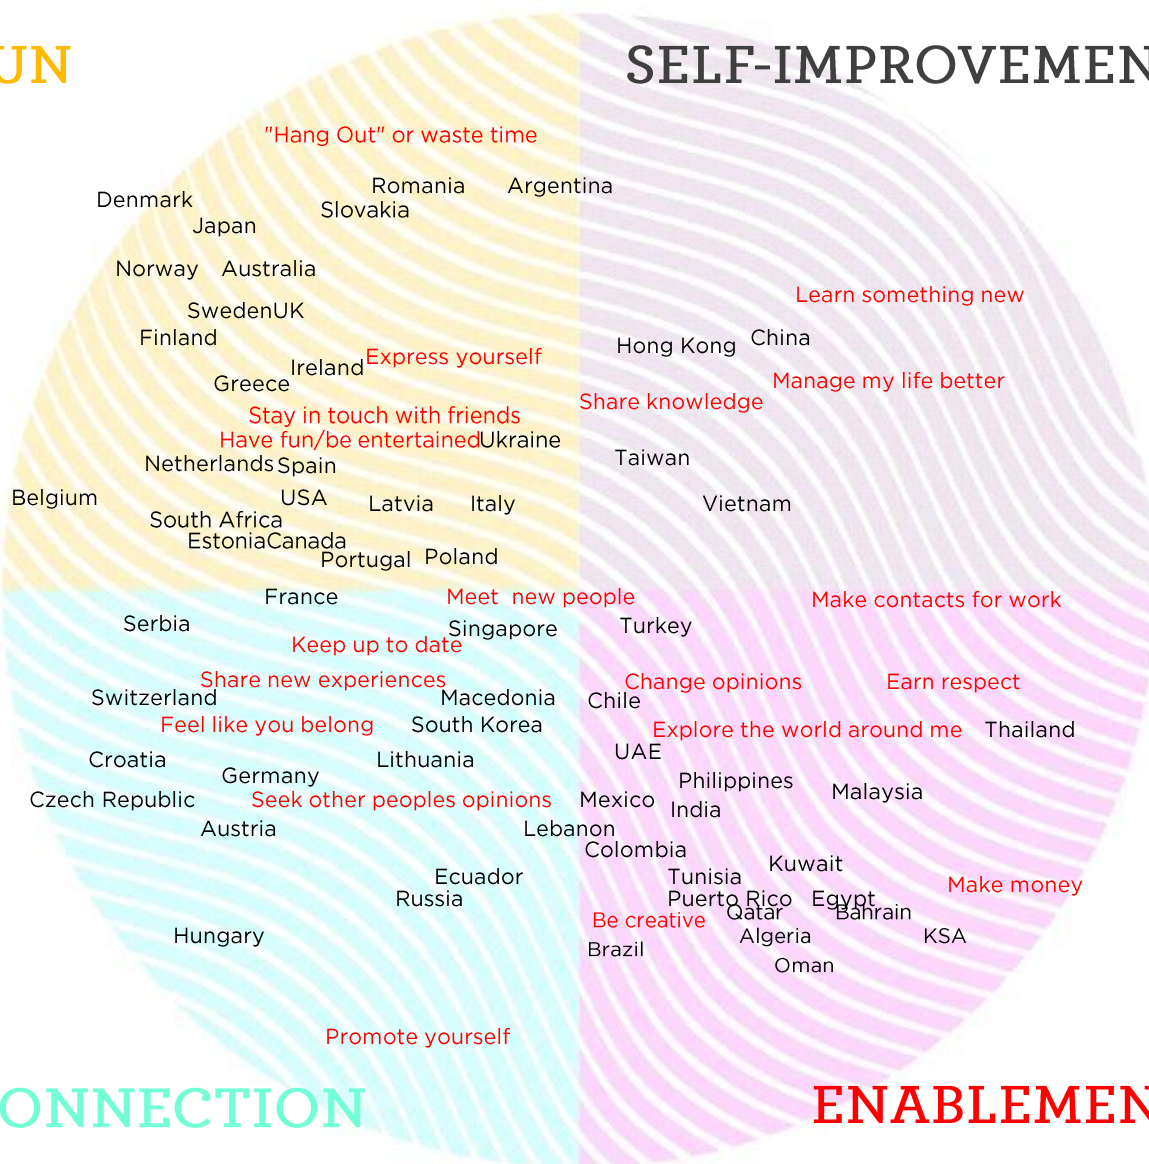 UN
SELF-IMPROVEMEN
"Hang Out" or waste time
Romania
Argentina
Denmark
Slovakia
Japan
Norway
Australia
Learn something new
SwedenUK
Finland
Hong Kong
China
Express yourself
Ireland
Greece
Manage my life better
Share knowledge
Stay in touch with friends
Have fun/be entertained
Ukraine
Netherlands
Spain
Taiwan
Belgium
USA
Latvia
Italy
Vietnam
South Africa
EstoniaCanada
Portugal
Poland
France
Meet new people
Make contacts for work
Serbia
Singapore
Turkey
Keep up to date
Share new experiences
Change opinions
Earn respect
Switzerland
Macedonia
Chile
Feel like you belong
South Korea
Explore the world around me
Thailand
UAE
Croatia
Lithuania
Germany
Philippines
Malaysia
Czech Republic
Seek other peoples opinions
Mexico
India
Austria
Lebanon
Colombia
Kuwait
Ecuador
Tunisia
Make money
Russia
Puerto Rico
Egypt
Qatar
Bahrain
Be creative
Hungary
Algeria
KSA
Brazil
Oman
Promote yourself
ONNECTION
ENABLEMEN